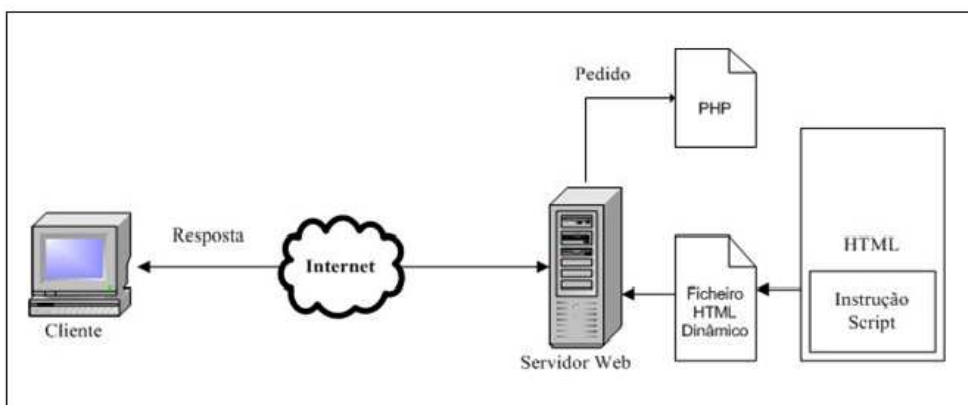 Pedido
PHP
Resposta
Internet
HTML
Cliente
Servidor Web
Ficheiro
HTML
Dinâmico
Instrução
Script